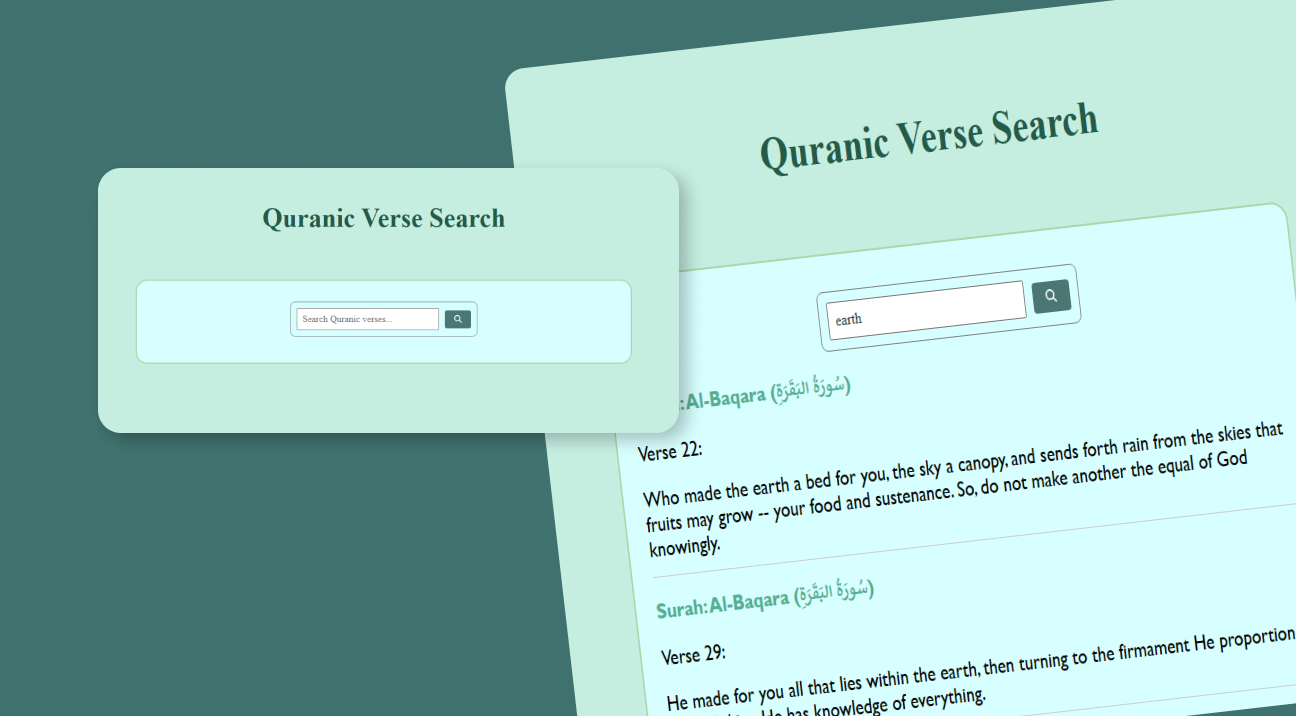 Quranic Verse Search
Search Quranic verses...
Quranic Verse Search
earth
:Al-Baqara (سُورَةُ البَقَرَةِ)
Verse 22:
Who made the earth a bed for you, the sky a canopy, and sends forth rain from the skies that
fruits may grow -- your food and sustenance. So, do not make another the equal of God
knowingly.
Surah:Al-Baqara (سُورَةُ البَقَرَةِ)
Verse 29:
He made for you all that lies within the earth, then turning to the firmament He proportion
He has knowledge of everything.